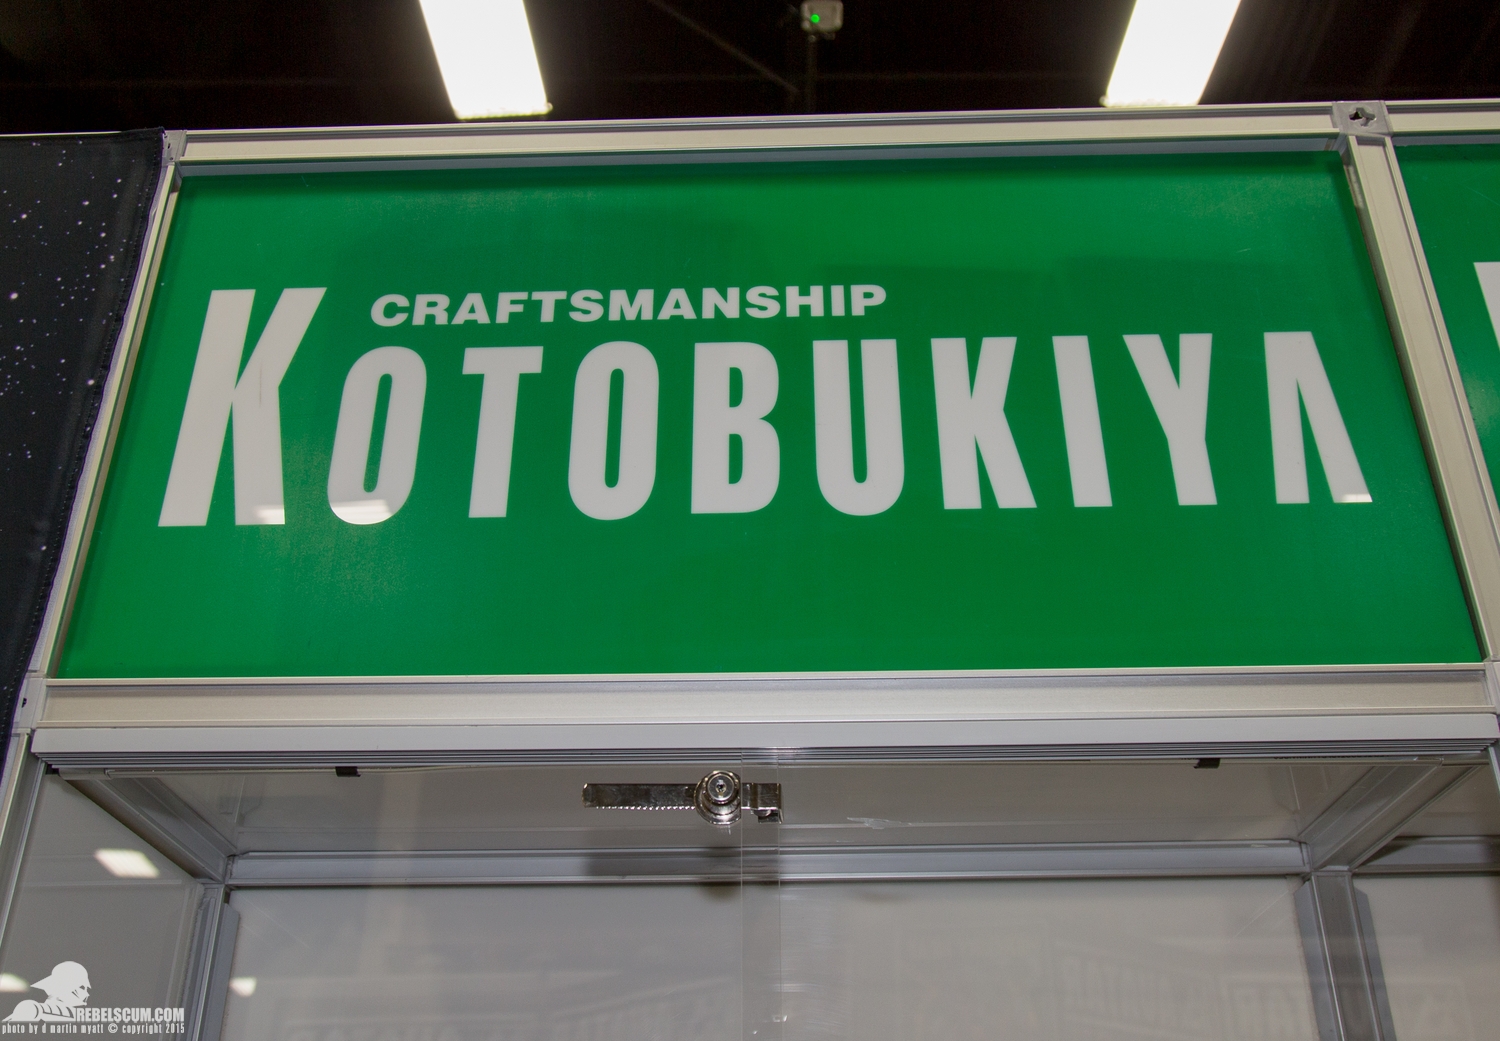 CRAFTSMANSHIP
KOTOBUKIYA
REBELSCUM.COM
photo by d martin myatt © copyright 2015